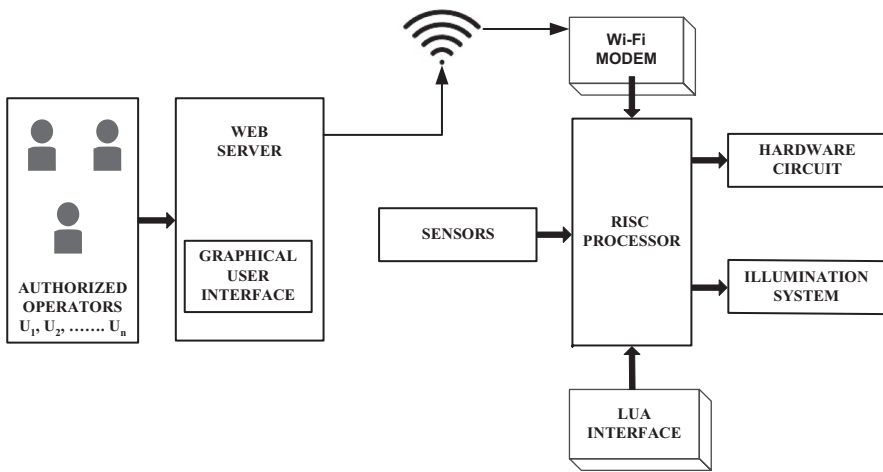 Wi-Fi
MODEM
WEB
SERVER
GRAPHICAL
USER
INTERFACE
AUTHORIZED
OPERATORS
U₁, U₂, ……. Uₙ
SENSORS
RISC
PROCESSOR
HARDWARE
CIRCUIT
ILLUMINATION
SYSTEM
LUA
INTERFACE